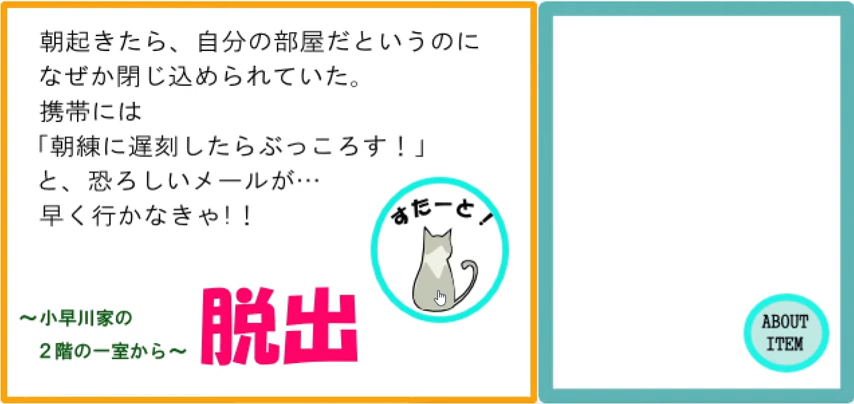 朝起きたら、自分の部屋だというのに
なぜか閉じ込められていた。
携帯には
「朝練に遅刻したらぶっころす！」
と、恐ろしいメールが…
早く行かなきゃ!！
すたーと！
～小早川家の
２階の一室から～
脱出
ABOUT
ITEM